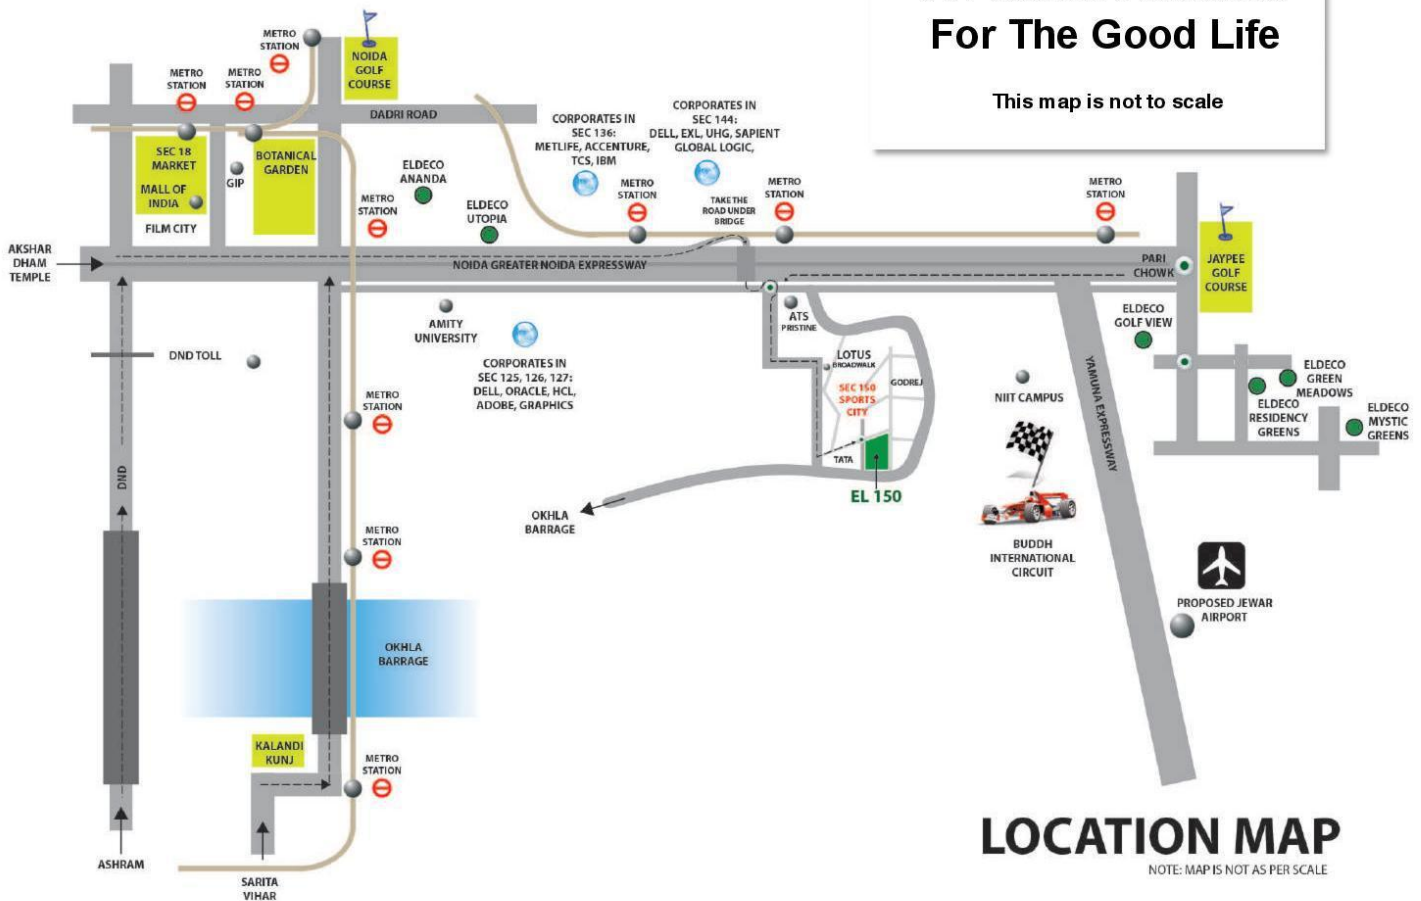 For The Good Life
This map is not to scale
METRO
STATION
NOIDA
GOLF
COURSE
METRO
STATION
METRO
STATION
DADRI ROAD
CORPORATES IN
SEC 136:
METLIFE, ACCENTURE,
TCS, IBM
CORPORATES IN
SEC 144:
DELL, EXL, UHG, SAPIENT
GLOBAL LOGIC,
SEC 18
MARKET
MALL OF
INDIA
FILM CITY
GIP
BOTANICAL
GARDEN
ELDECO
ANANDA
ELDECO
UTOPIA
METRO
STATION
METRO
STATION
TAKE THE
ROAD UNDER
BRIDGE
METRO
STATION
METRO
STATION
AKSHAR
DHAM
TEMPLE
NOIDA GREATER NOIDA EXPRESSWAY
PARI
CHOWK
JAYPEE
GOLF
COURSE
AMITY
UNIVERSITY
ATS
PRISTINE
ELDECO
GOLF VIEW
DND TOLL
CORPORATES IN
SEC 125, 126, 127:
DELL, ORACLE, HCL,
ADOBE, GRAPHICS
LOTUS
BROADWALK
GODREJ
SEC 150
SPORTS
CITY
TATA
EL 150
NIIT CAMPUS
YAMUNA EXPRESSWAY
ELDECO
GREEN
MEADOWS
ELDECO
RESIDENCY
GREENS
ELDECO
MYSTIC
GREENS
METRO
STATION
DND
OKHLA
BARRAGE
METRO
STATION
BUDDH
INTERNATIONAL
CIRCUIT
PROPOSED JEWAR
AIRPORT
OKHLA
BARRAGE
KALANDI
KUNJ
METRO
STATION
ASHRAM
SARITA
VIHAR
LOCATION MAP
NOTE: MAP IS NOT AS PER SCALE